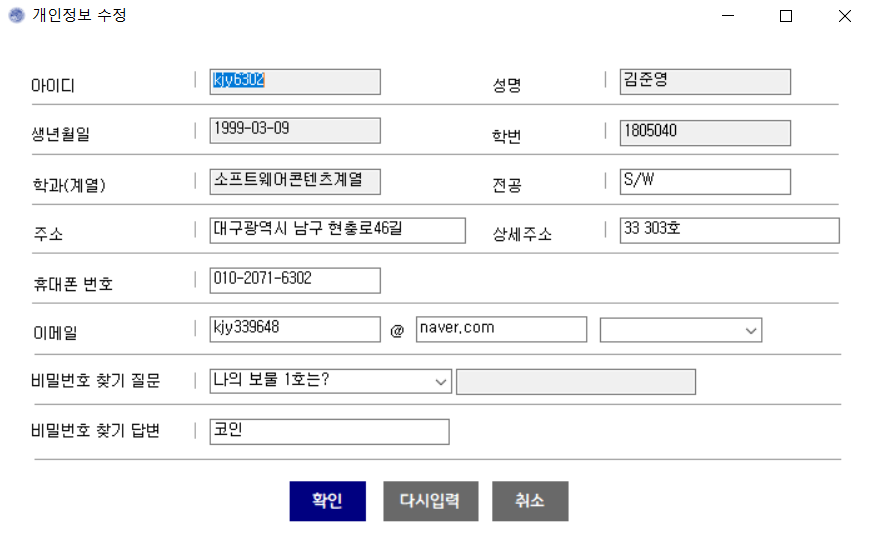 개인정보 수정
아이디 kjy6302 성명 김준영
생년월일 1999-03-09 학번 1805040
학과(계열) 소프트웨어콘텐츠계열 전공 S/W
주소 대구광역시 남구 현충로46길 상세주소 33 303호
휴대폰 번호 010-2071-6302
이메일 kjy339648 @ naver.com
비밀번호 찾기 질문 나의 보물 1호는?
비밀번호 찾기 답변 코인
확인 다시입력 취소